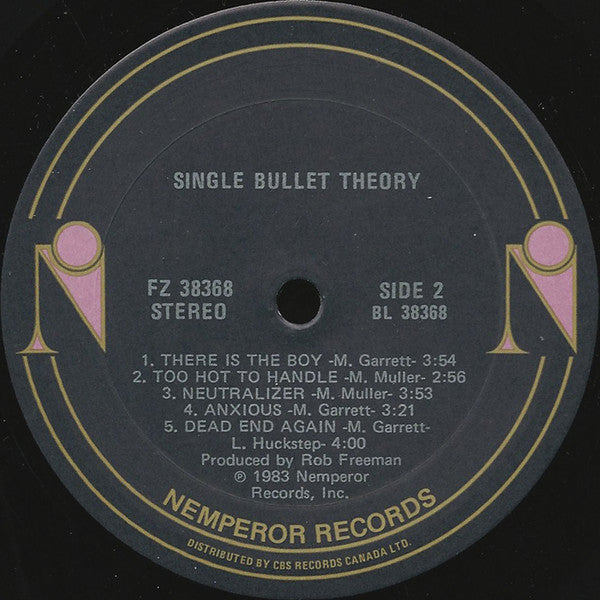 SINGLE BULLET THEORY
FZ 38368
STEREO
SIDE 2
BL 38368
1. THERE IS THE BOY -M. Garrett- 3:54
2. TOO HOT TO HANDLE -M. Muller- 2:56
3. NEUTRALIZER -M. Muller- 3:53
4. ANXIOUS -M. Garrett- 3:21
5. DEAD END AGAIN -M. Garrett-
L. Huckstep- 4:00
Produced by Rob Freeman
℗ 1983 Nemperor
Records, Inc.
NEMPEROR RECORDS
DISTRIBUTED BY CBS RECORDS CANADA LTD.